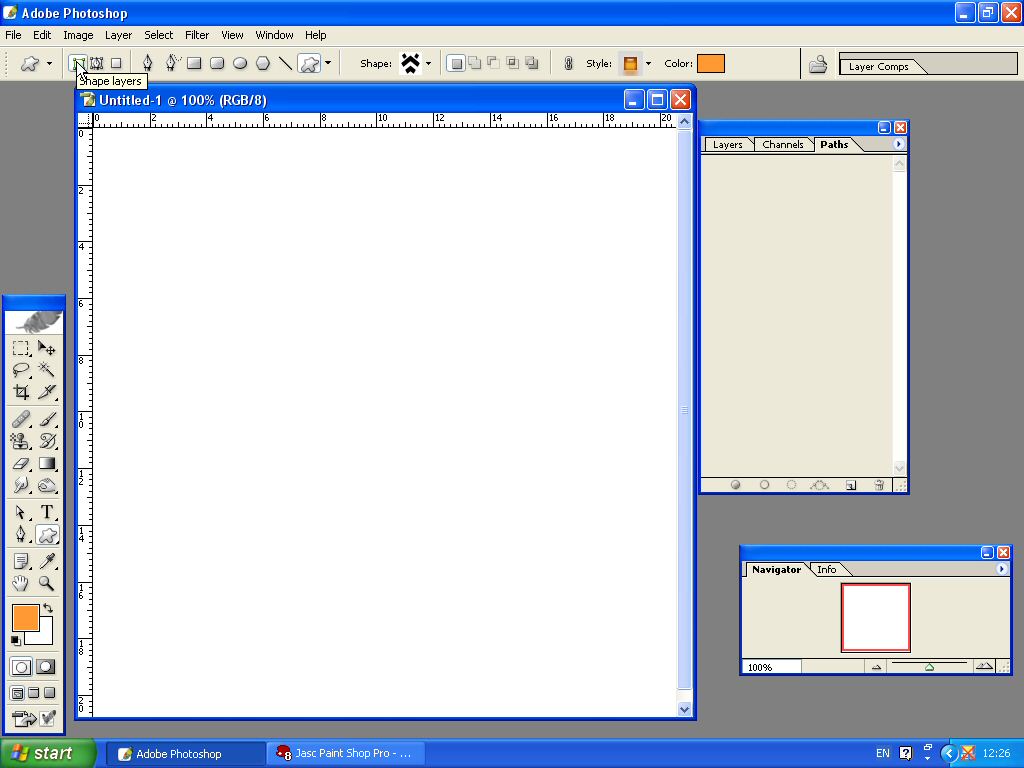 Adobe Photoshop
File Edit Image Layer Select Filter View Window Help
Shape: Style: Color: Layer Comps
Shape layers
Untitled-1 @ 100% (RGB/8)
0 2 4 6 8 10 12 14 16 18 20
0
2
4
6
8
10
12
14
16
18
20
Layers Channels Paths
T
Navigator Info
100%
start Adobe Photoshop Jasc Paint Shop Pro - ... EN 12:26